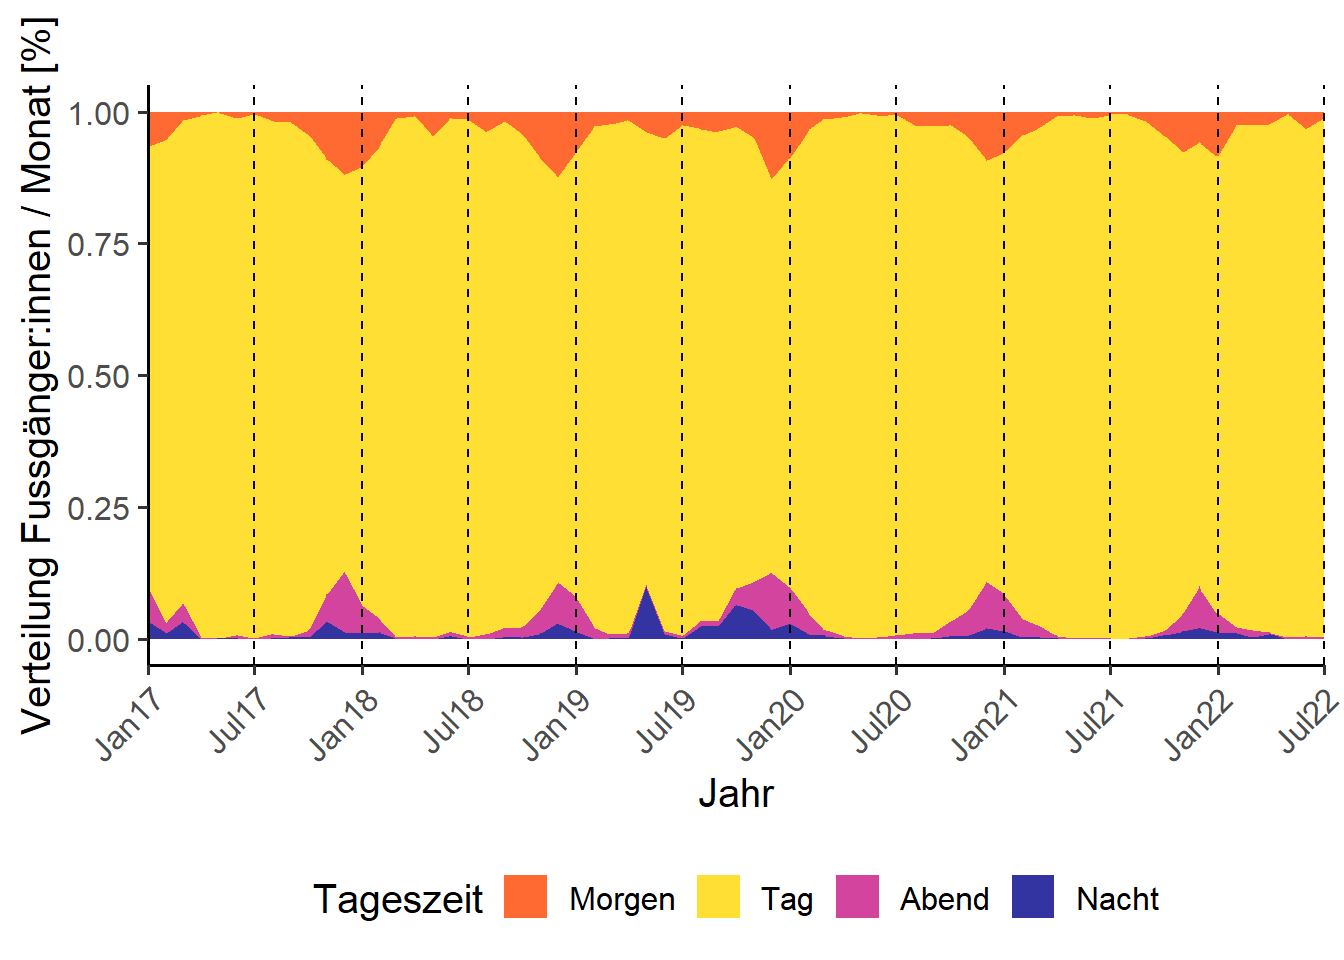 Verteilung Fussgänger:innen / Monat [%]
1.00
0.75
0.50
0.25
0.00
Jan17
Jul17
Jan18
Jul18
Jan19
Jul19
Jan20
Jul20
Jan21
Jul21
Jan22
Jul22
Jahr
Tageszeit Morgen Tag Abend Nacht